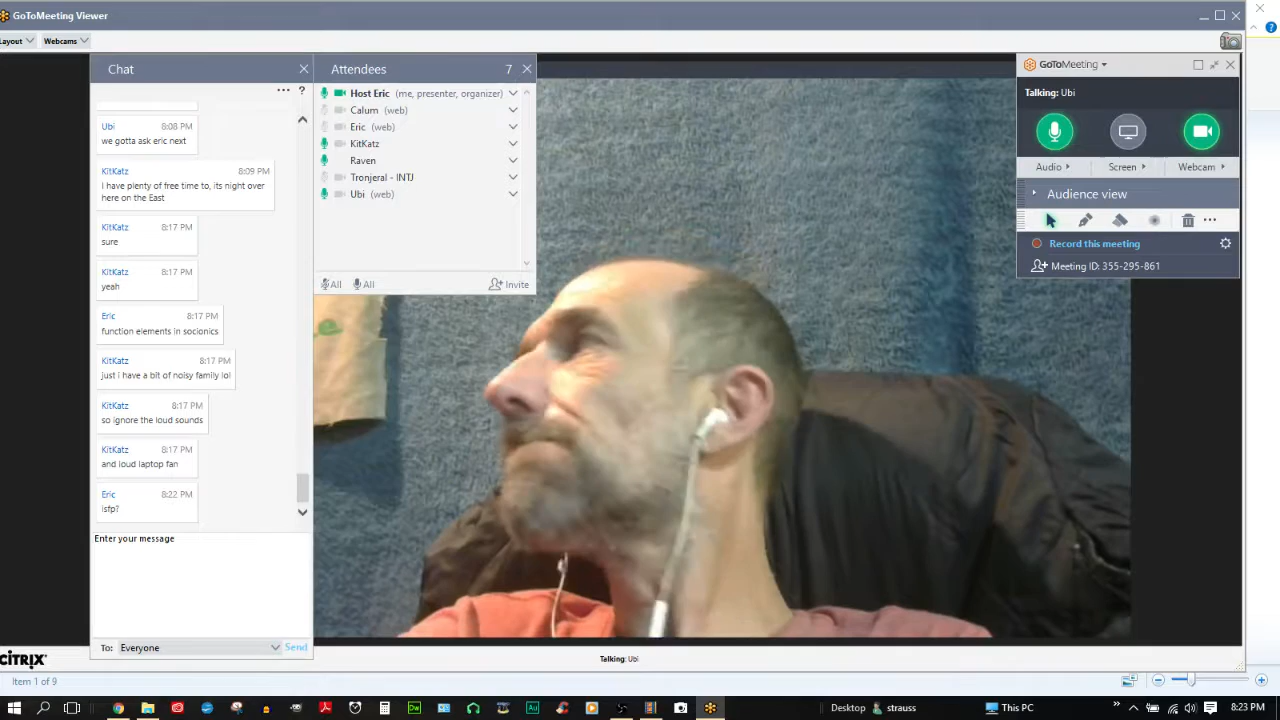 GoToMeeting Viewer
Layout
Webcams
Chat
Ubi 8:08 PM
we gotta ask eric next
KitKatz 8:09 PM
I have plenty of free time to, its night over
here on the East
KitKatz 8:17 PM
sure
KitKatz 8:17 PM
yeah
Eric 8:17 PM
function elements in socionics
KitKatz 8:17 PM
just i have a bit of noisy family lol
KitKatz 8:17 PM
so ignore the loud sounds
KitKatz 8:17 PM
and loud laptop fan
Eric 8:22 PM
isfp?
Enter your message
To: Everyone Send
Attendees 7
Host Eric (me, presenter, organizer)
Calum (web)
Eric (web)
KitKatz
Raven
Tronjeral - INTJ
Ubi (web)
All All Invite
GoToMeeting
Talking: Ubi
Audio Screen Webcam
Audience view
Record this meeting
Meeting ID: 355-295-861
CITRIX
Talking: Ubi
Item 1 of 9
Desktop strauss This PC 8:23 PM